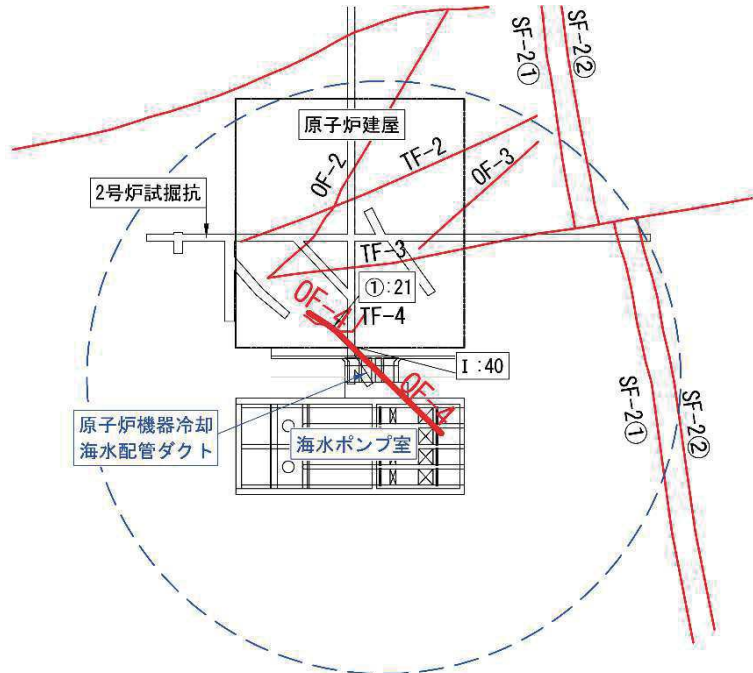 SF-2①
SF-2②
原子炉建屋
OF-2
TF-2
OF-3
2号炉試掘坑
TF-3
①:21
OF-4
TF-4
I:40
OF-4
原子炉機器冷却
海水配管ダクト
海水ポンプ室
SF-2①
SF-2②